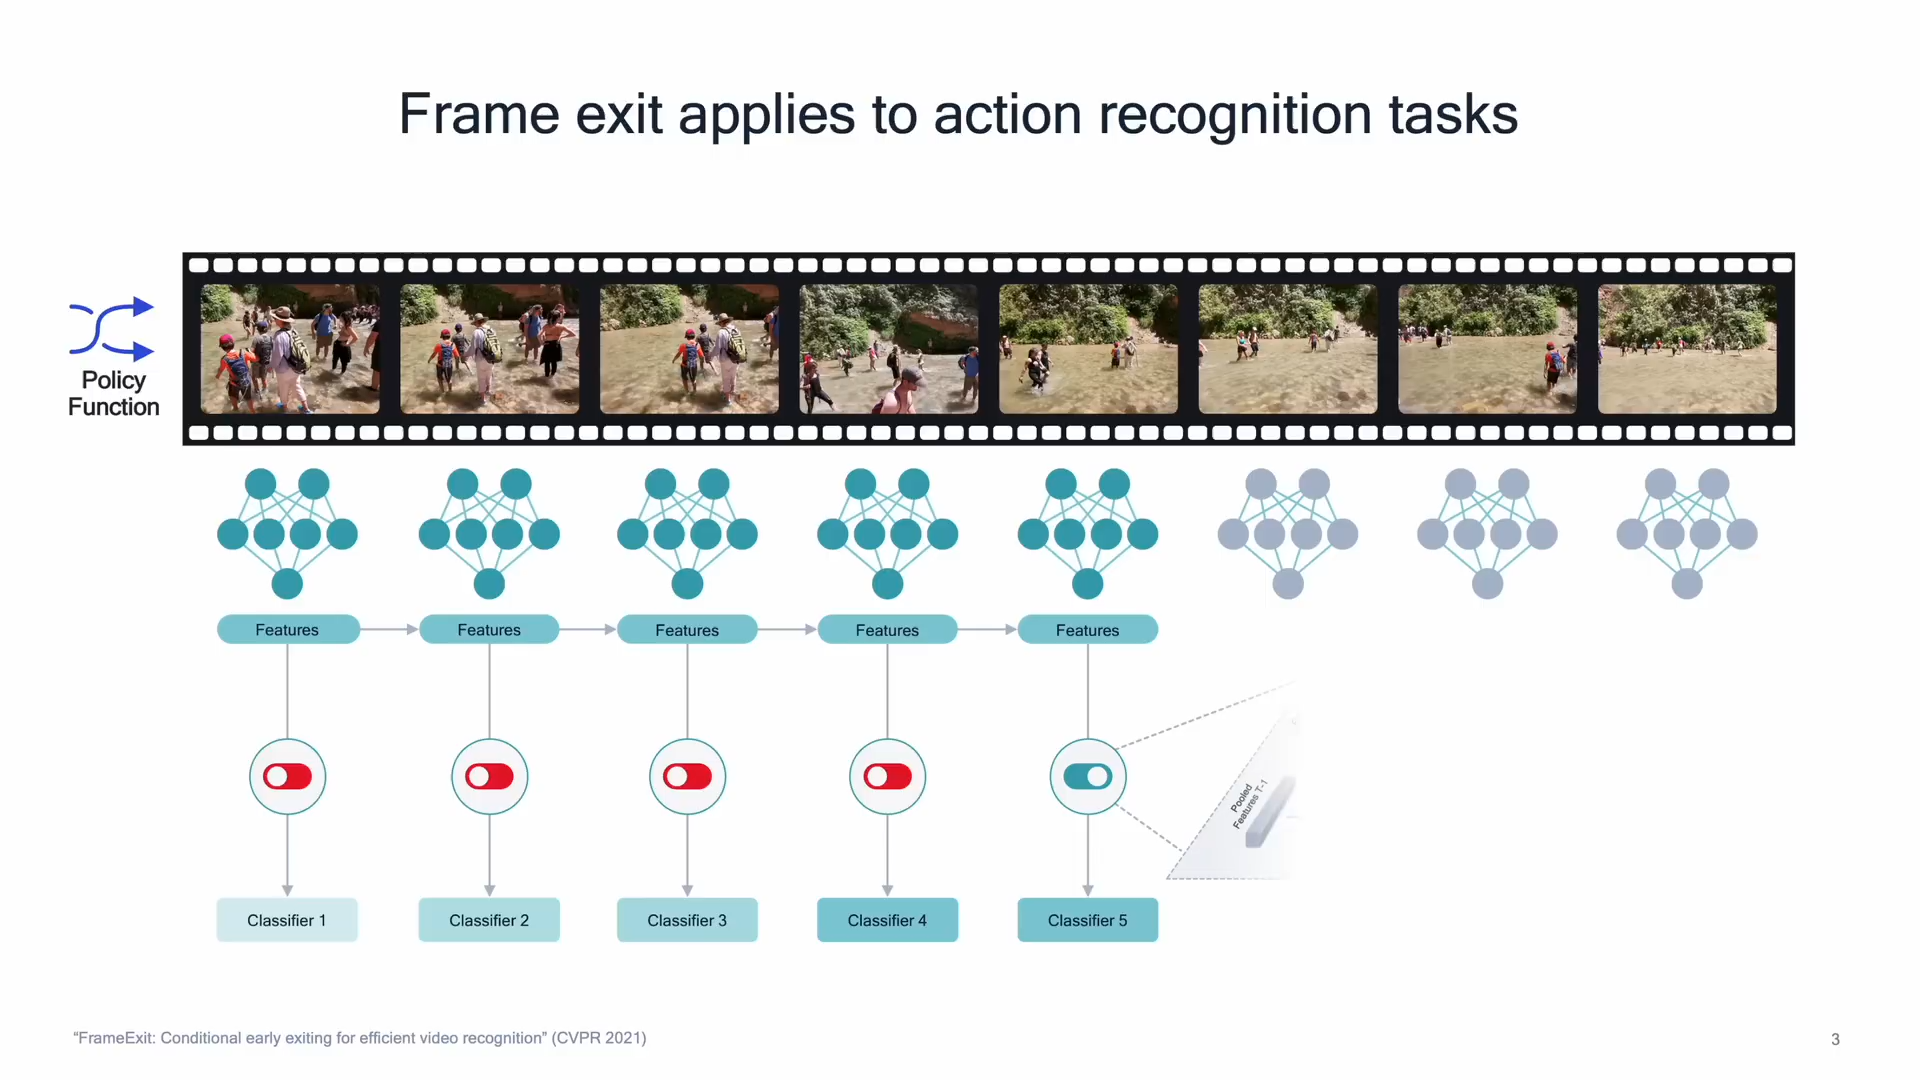 Frame exit applies to action recognition tasks
Policy
Function
Features
Features
Features
Features
Features
Pooled
Features T-1
Classifier 1
Classifier 2
Classifier 3
Classifier 4
Classifier 5
“FrameExit: Conditional early exiting for efficient video recognition” (CVPR 2021)
3